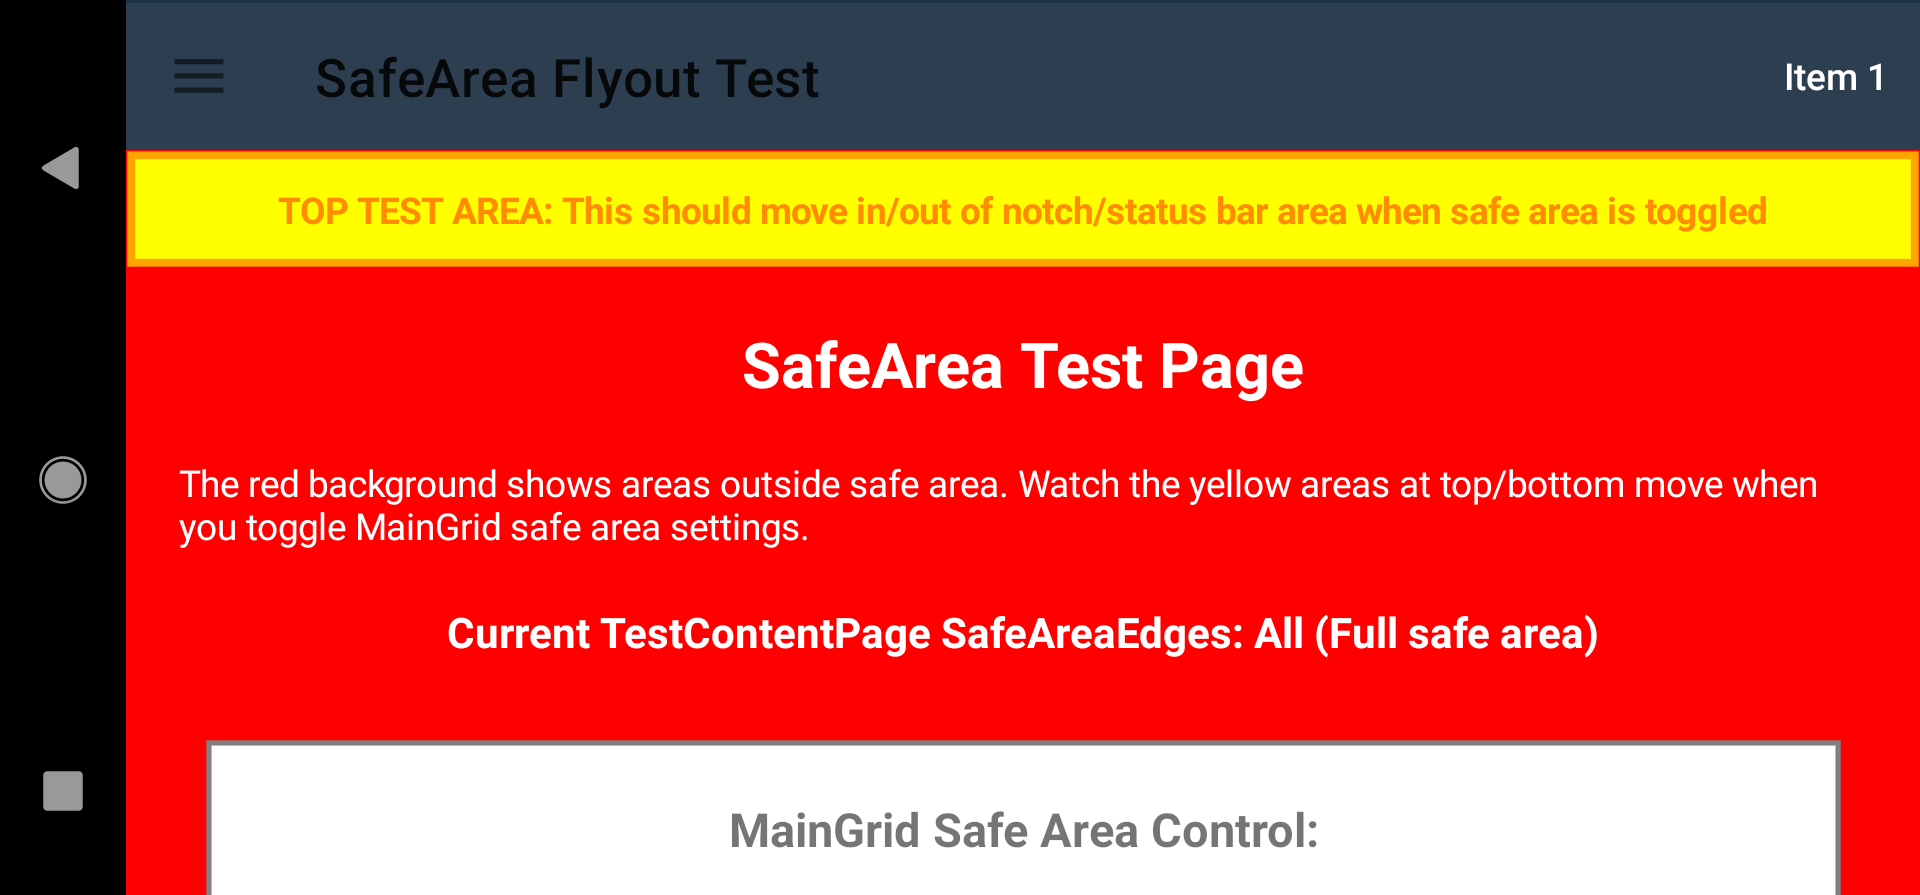 SafeArea Flyout Test
Item 1
TOP TEST AREA: This should move in/out of notch/status bar area when safe area is toggled
SafeArea Test Page
The red background shows areas outside safe area. Watch the yellow areas at top/bottom move when
you toggle MainGrid safe area settings.
Current TestContentPage SafeAreaEdges: All (Full safe area)
MainGrid Safe Area Control: